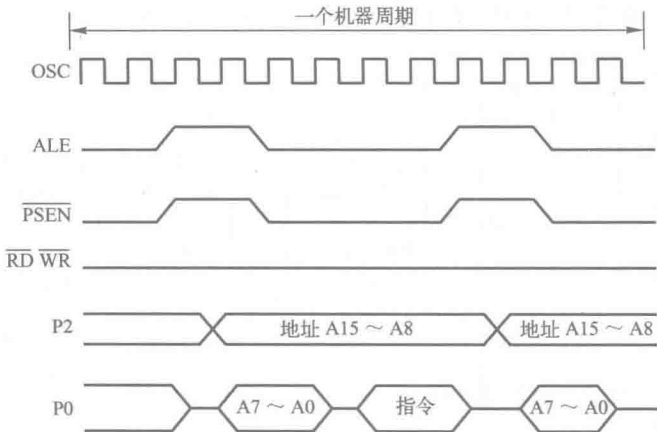 一个机器周期
OSC
ALE
PSEN
RD WR
P2
地址 A15 ~ A8
地址 A15 ~ A8
P0
A7 ~ A0
指令
A7 ~ A0